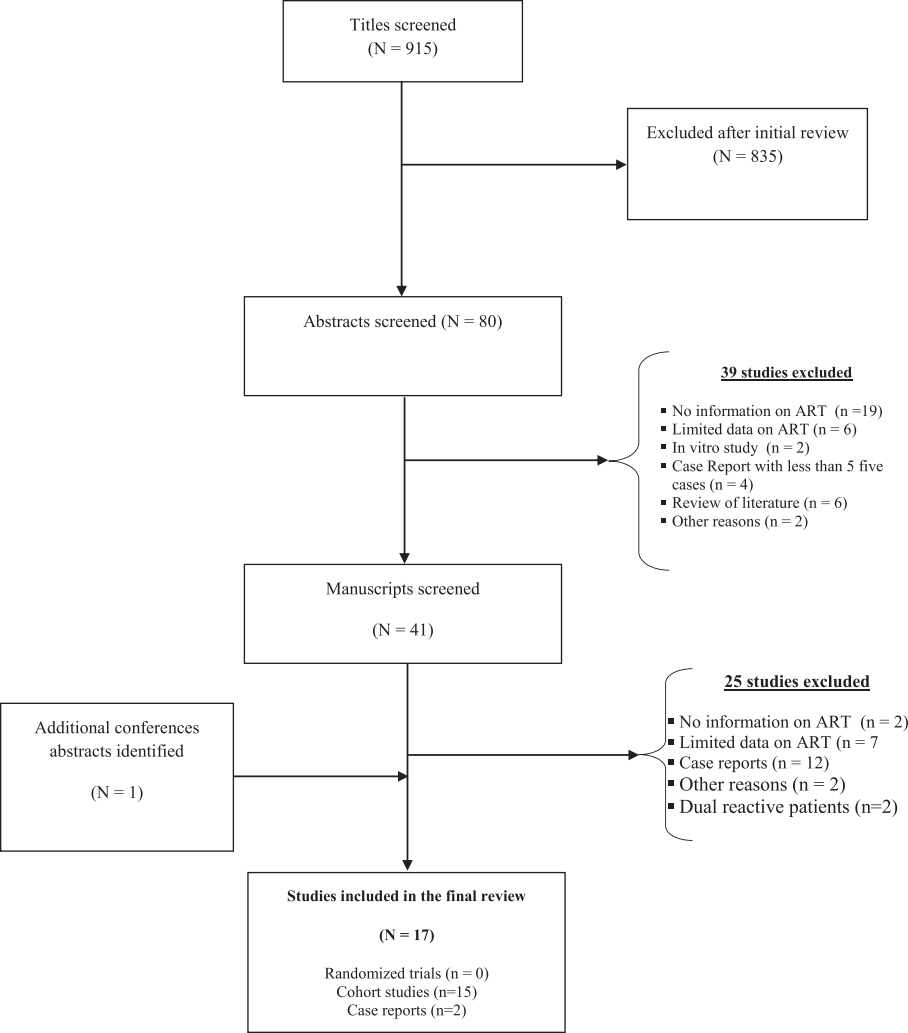 Titles screened
(N = 915)
Excluded after initial review
(N = 835)
Abstracts screened (N = 80)
39 studies excluded
▪ No information on ART (n =19)
▪ Limited data on ART (n = 6)
▪ In vitro study (n = 2)
▪ Case Report with less than 5 five
cases (n = 4)
▪ Review of literature (n = 6)
▪ Other reasons (n = 2)
Manuscripts screened
(N = 41)
25 studies excluded
▪ No information on ART (n = 2)
▪ Limited data on ART (n = 7
▪ Case reports (n = 12)
▪ Other reasons (n = 2)
▪ Dual reactive patients (n=2)
Additional conferences
abstracts identified
(N = 1)
Studies included in the final review
(N = 17)
Randomized trials (n = 0)
Cohort studies (n=15)
Case reports (n=2)